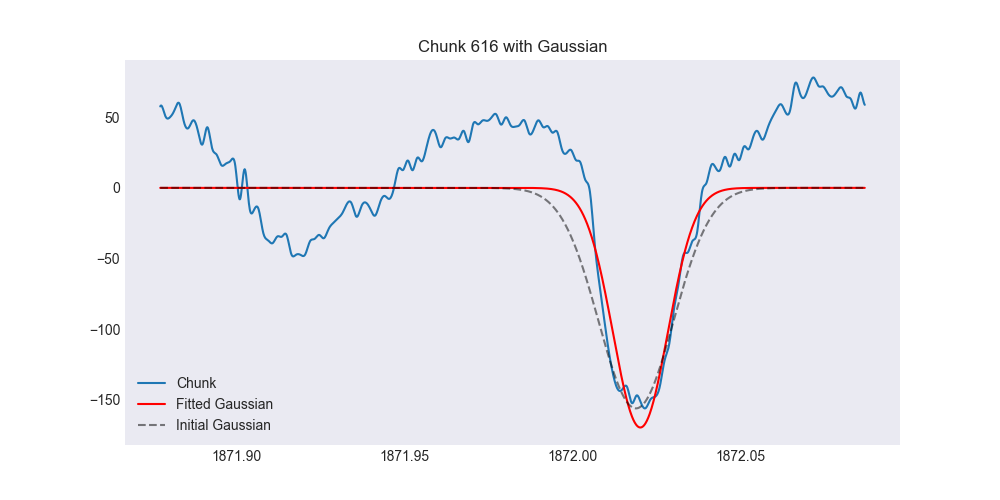 Chunk 616 with Gaussian
50
0
−50
−100
−150
Chunk
Fitted Gaussian
Initial Gaussian
1871.90 1871.95 1872.00 1872.05